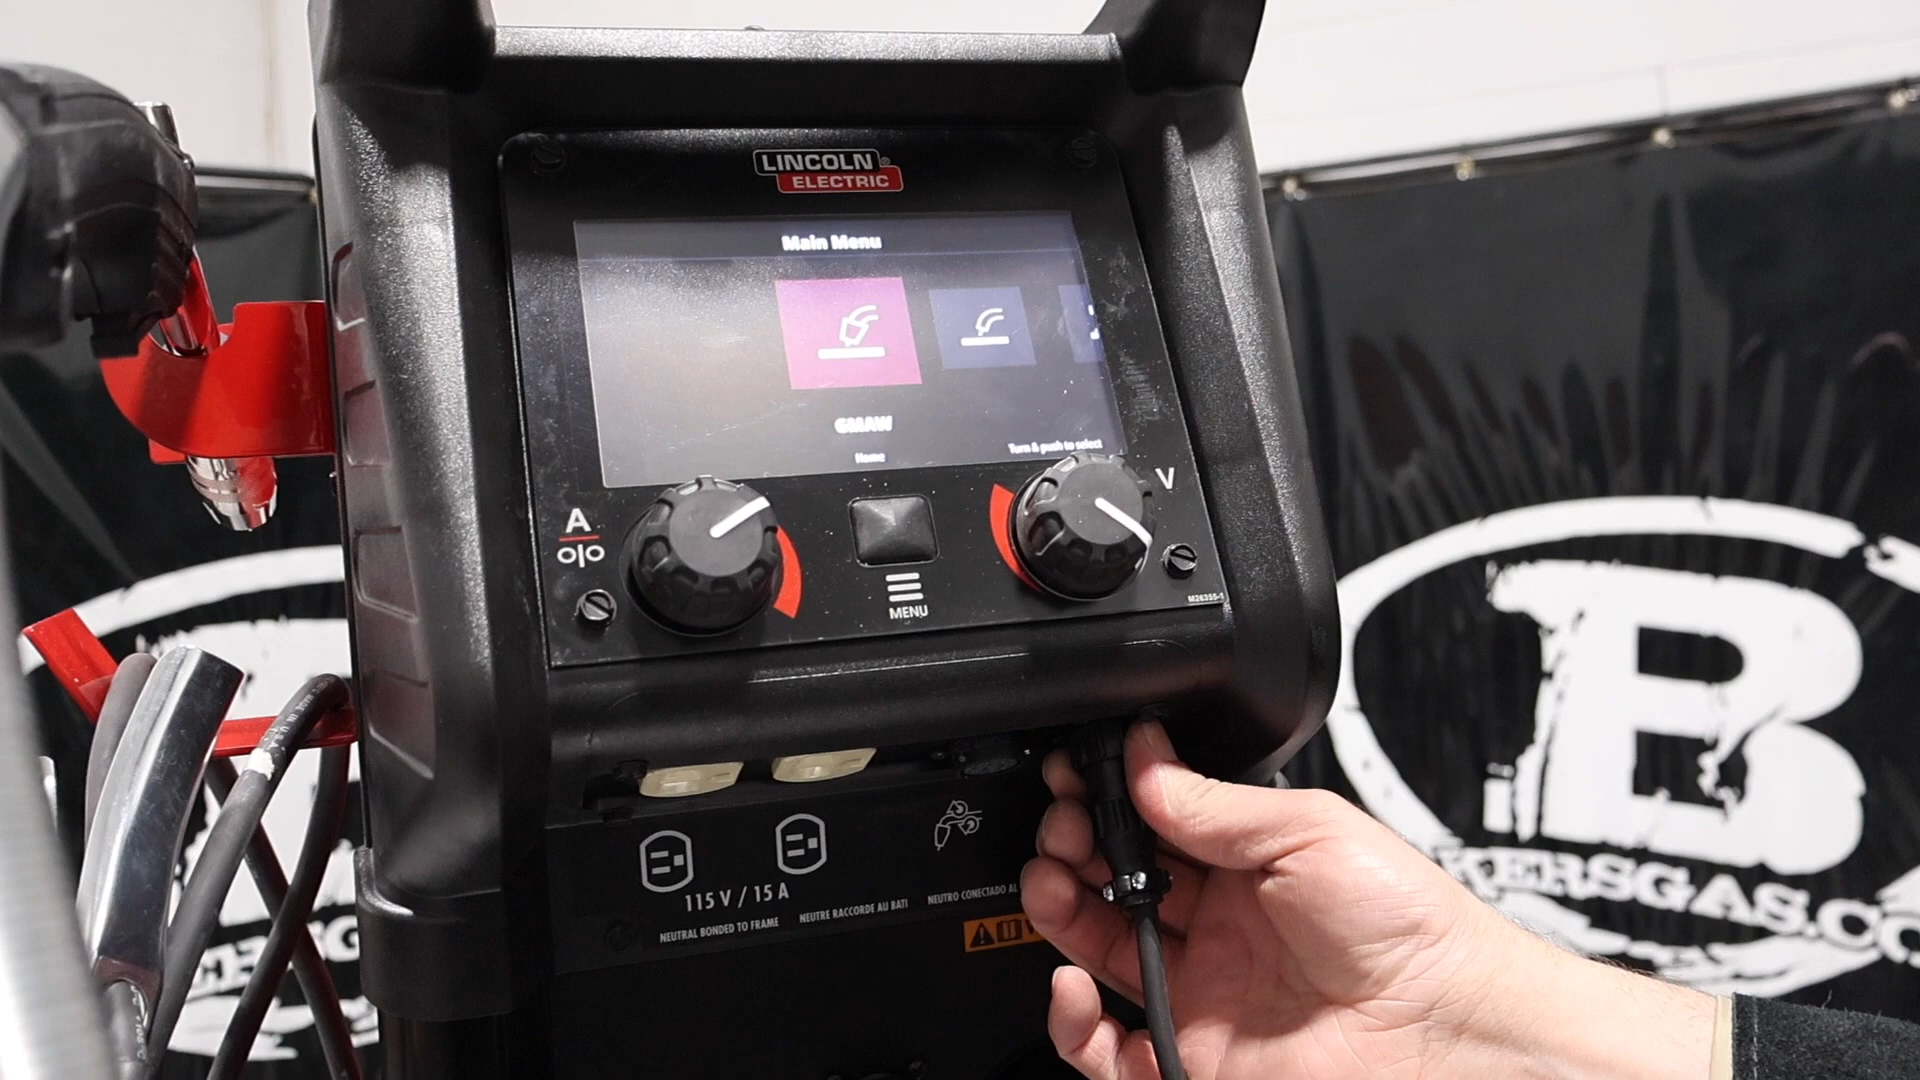 LINCOLN®
ELECTRIC
Main Menu
GMAW
Home
Turn & push to select
A
V
MENU
M26355-1
115 V / 15 A
NEUTRAL BONDED TO FRAME
NEUTRE RACCORDE AU BATI
NEUTRO CONECTADO AL
B
KERSGAS.CO